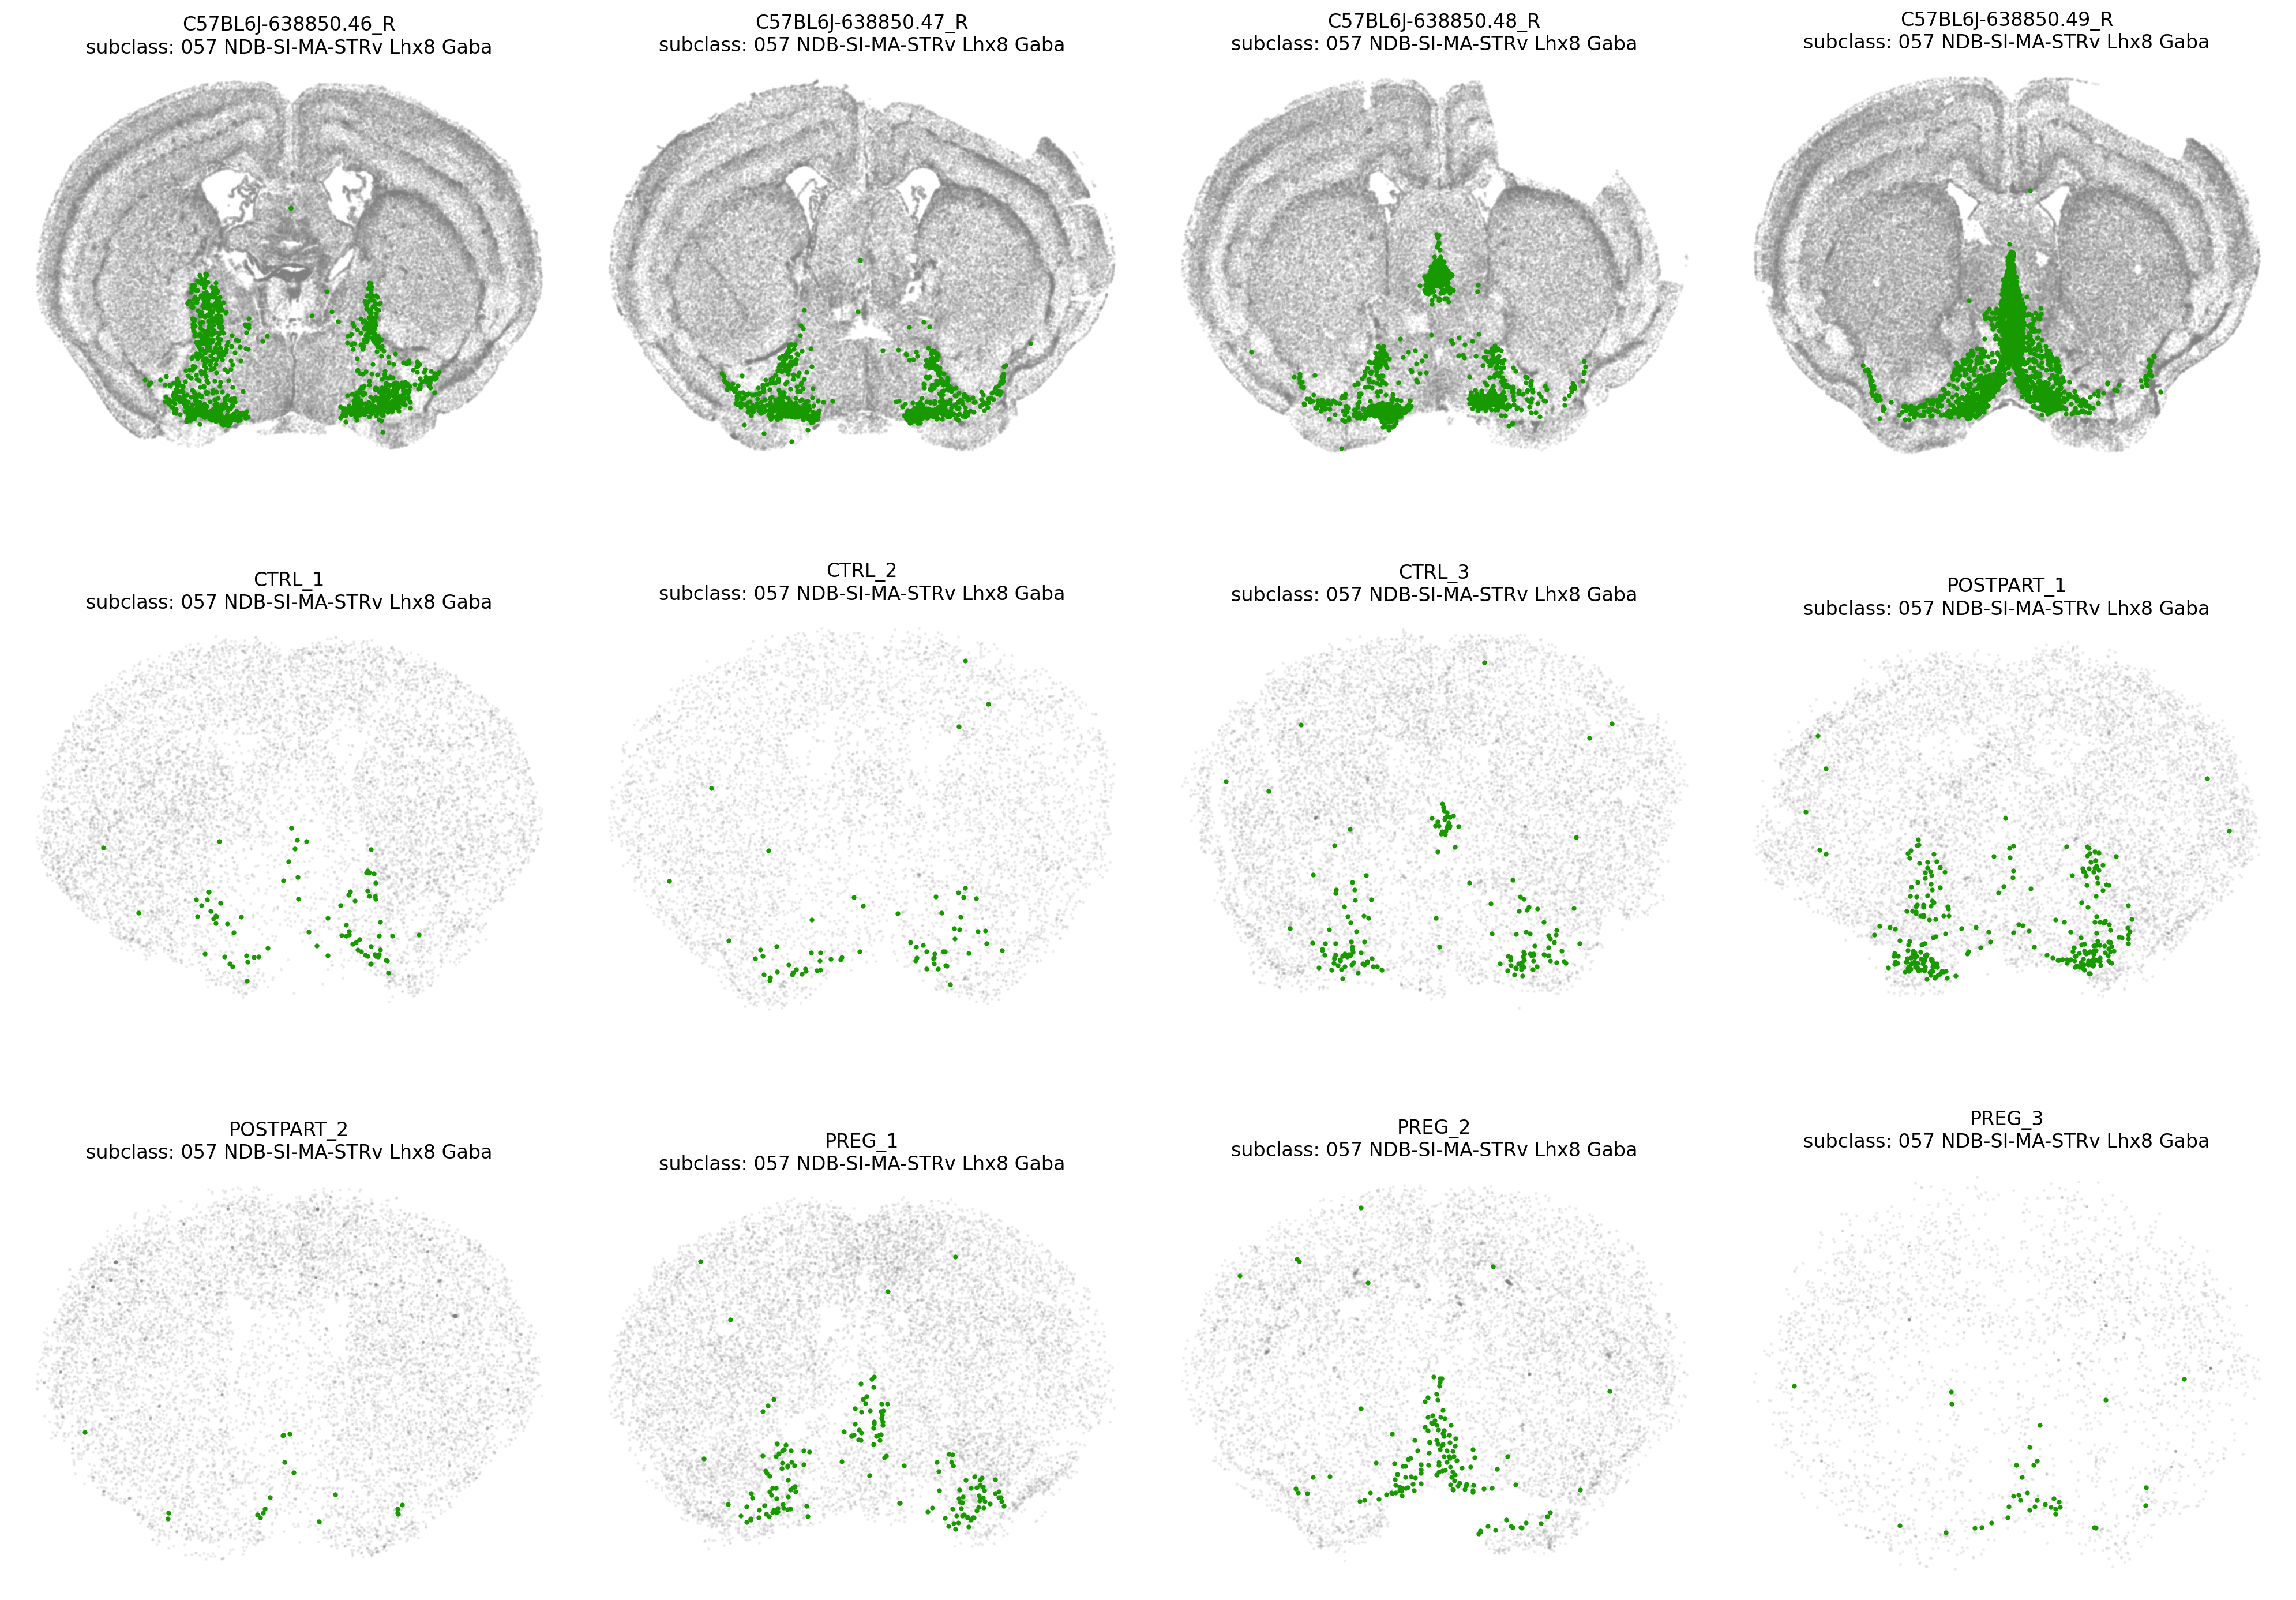 C57BL6J-638850.46_R
subclass: 057 NDB-SI-MA-STRv Lhx8 Gaba
C57BL6J-638850.47_R
subclass: 057 NDB-SI-MA-STRv Lhx8 Gaba
C57BL6J-638850.48_R
subclass: 057 NDB-SI-MA-STRv Lhx8 Gaba
C57BL6J-638850.49_R
subclass: 057 NDB-SI-MA-STRv Lhx8 Gaba
CTRL_1
subclass: 057 NDB-SI-MA-STRv Lhx8 Gaba
CTRL_2
subclass: 057 NDB-SI-MA-STRv Lhx8 Gaba
CTRL_3
subclass: 057 NDB-SI-MA-STRv Lhx8 Gaba
POSTPART_1
subclass: 057 NDB-SI-MA-STRv Lhx8 Gaba
POSTPART_2
subclass: 057 NDB-SI-MA-STRv Lhx8 Gaba
PREG_1
subclass: 057 NDB-SI-MA-STRv Lhx8 Gaba
PREG_2
subclass: 057 NDB-SI-MA-STRv Lhx8 Gaba
PREG_3
subclass: 057 NDB-SI-MA-STRv Lhx8 Gaba